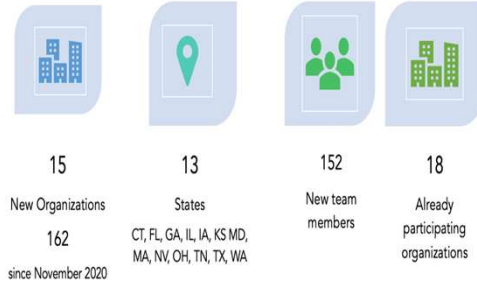 15
New Organizations
162
since November 2020
13
States
CT, FL, GA, IL, IA, KS MD,
MA, NV, OH, TN, TX, WA
152
New team
members
18
Already
participating
organizations